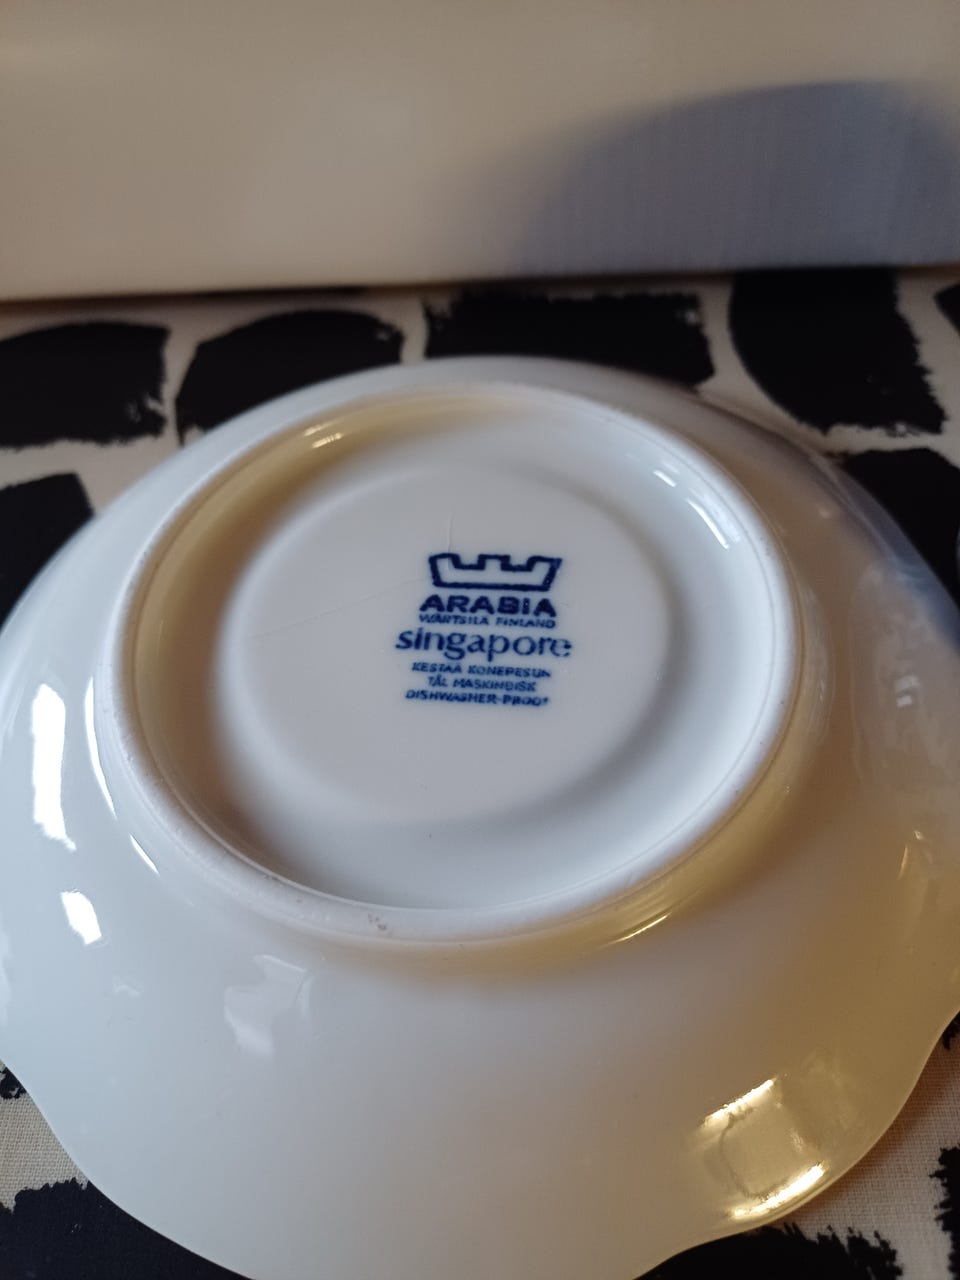 ARABIA
WÄRTSILÄ FINLAND
singapore
KESTÄÄ KONEPESUN
TÅL MASKINDISK
DISHWASHER-PROOF